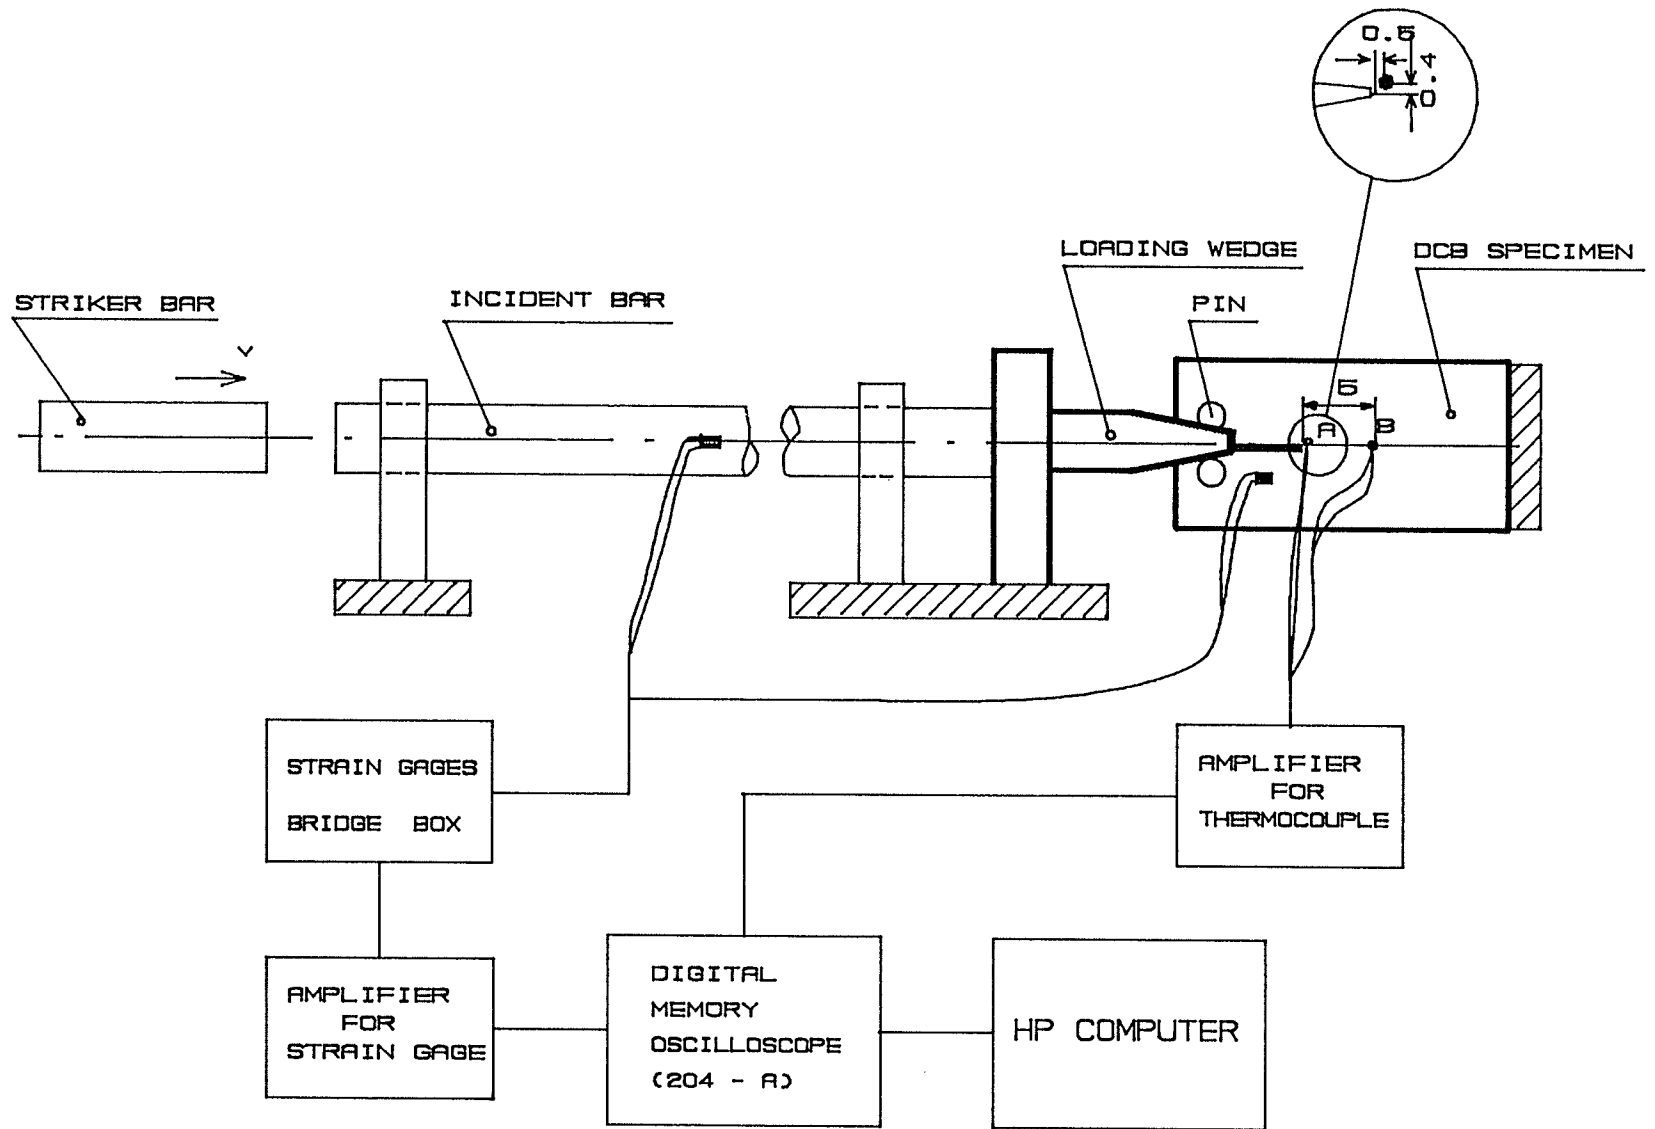 0.5
0.4
LOADING WEDGE
DCB SPECIMEN
STRIKER BAR
INCIDENT BAR
PIN
V
5
A
B
STRAIN GAGES
BRIDGE BOX
AMPLIFIER
FOR
THERMOCOUPLE
AMPLIFIER
FOR
STRAIN GAGE
DIGITAL
MEMORY
OSCILLOSCOPE
(204 - A)
HP COMPUTER